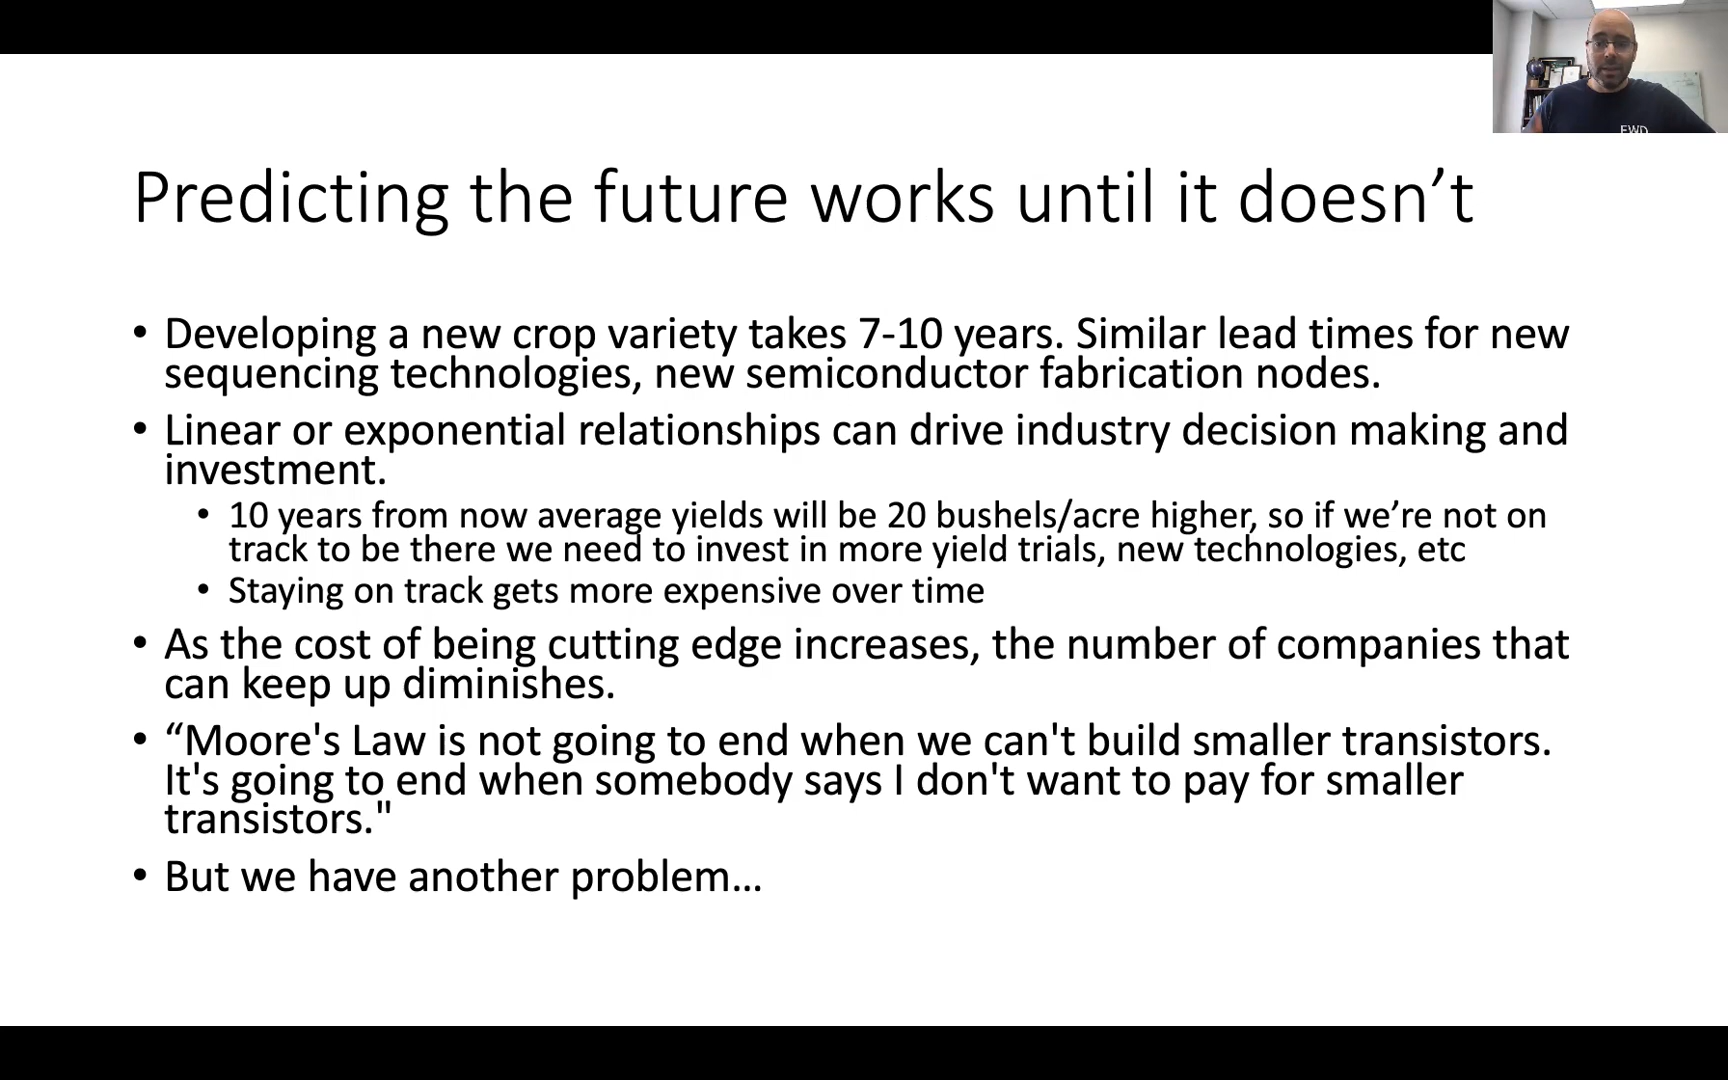 FWD
Predicting the future works until it doesn’t
• Developing a new crop variety takes 7-10 years. Similar lead times for new
sequencing technologies, new semiconductor fabrication nodes.
• Linear or exponential relationships can drive industry decision making and
investment.
• 10 years from now average yields will be 20 bushels/acre higher, so if we’re not on
track to be there we need to invest in more yield trials, new technologies, etc
• Staying on track gets more expensive over time
• As the cost of being cutting edge increases, the number of companies that
can keep up diminishes.
• “Moore's Law is not going to end when we can't build smaller transistors.
It's going to end when somebody says I don't want to pay for smaller
transistors."
• But we have another problem…